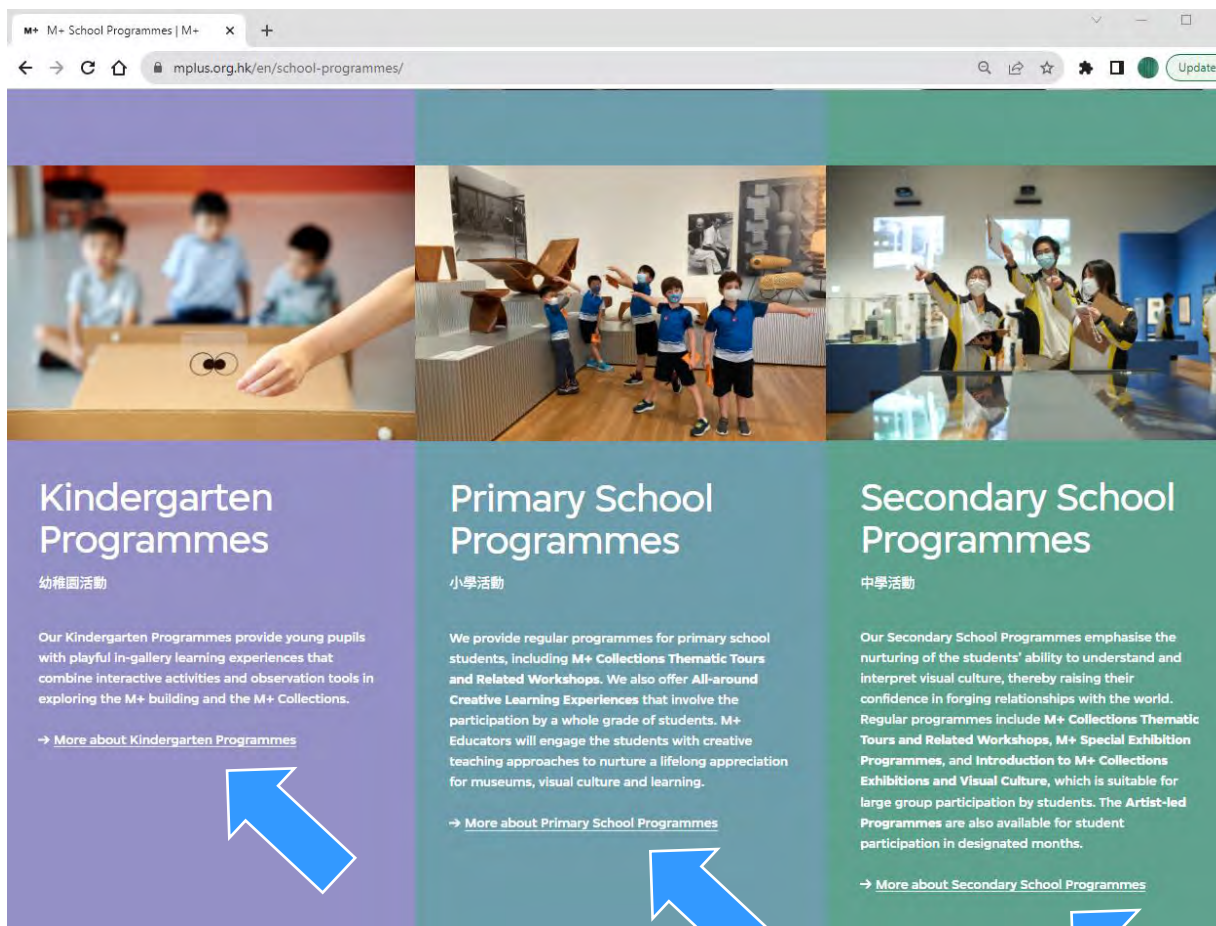 M+ M+ School Programmes | M+
mplus.org.hk/en/school-programmes/
Update
Kindergarten
Programmes
幼稚園活動
Our Kindergarten Programmes provide young pupils
with playful in-gallery learning experiences that
combine interactive activities and observation tools in
exploring the M+ building and the M+ Collections.
→ More about Kindergarten Programmes
Primary School
Programmes
小學活動
We provide regular programmes for primary school
students, including M+ Collections Thematic Tours
and Related Workshops. We also offer All-around
Creative Learning Experiences that involve the
participation by a whole grade of students. M+
Educators will engage the students with creative
teaching approaches to nurture a lifelong appreciation
for museums, visual culture and learning.
→ More about Primary School Programmes
Secondary School
Programmes
中學活動
Our Secondary School Programmes emphasise the
nurturing of the students' ability to understand and
interpret visual culture, thereby raising their
confidence in forging relationships with the world.
Regular programmes include M+ Collections Thematic
Tours and Related Workshops, M+ Special Exhibition
Programmes, and Introduction to M+ Collections
Exhibitions and Visual Culture, which is suitable for
large group participation by students. The Artist-led
Programmes are also available for student
participation in designated months.
→ More about Secondary School Programmes